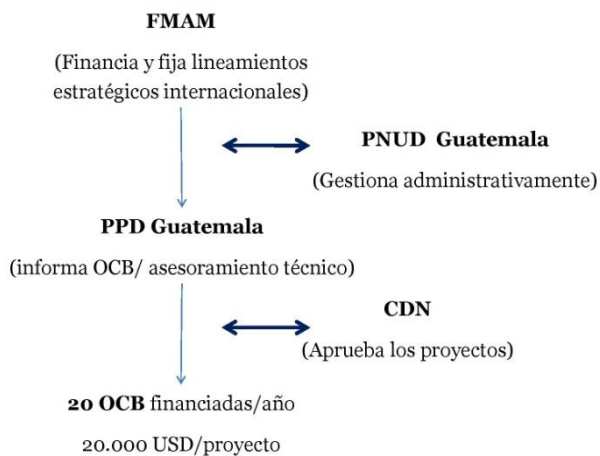 FMAM
(Financia y fija lineamientos
estratégicos internacionales)
PNUD Guatemala
(Gestiona administrativamente)
PPD Guatemala
(informa OCB/ asesoramiento técnico)
CDN
(Aprueba los proyectos)
20 OCB financiadas/año
20.000 USD/proyecto